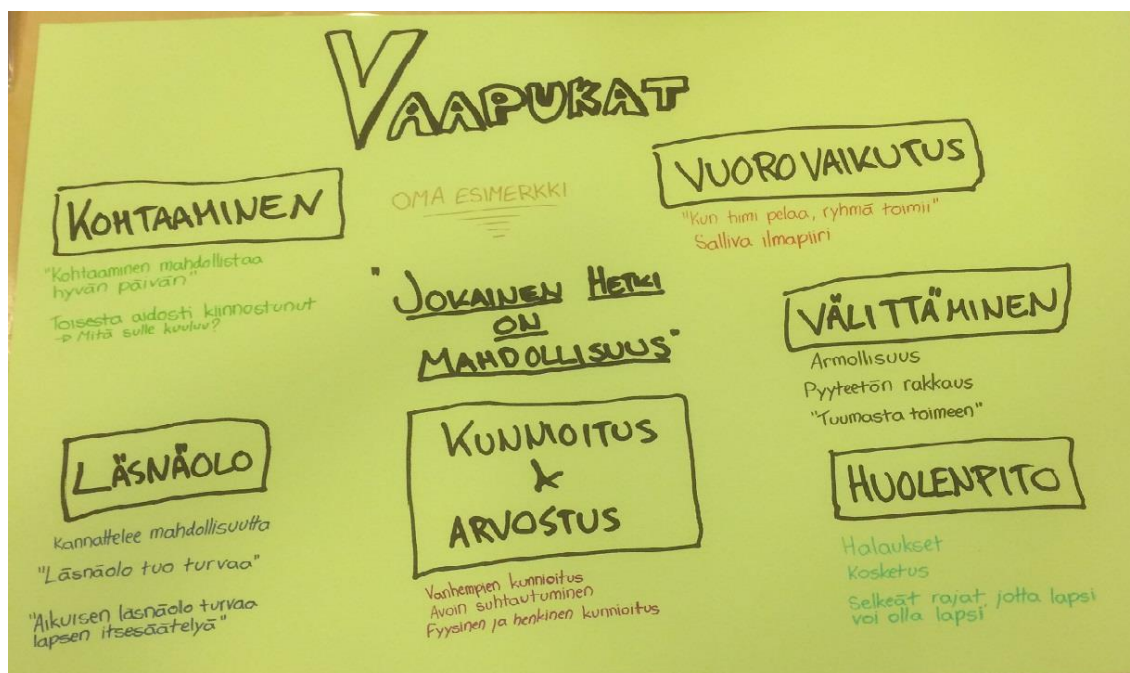 VAAPUKAT
KOHTAAMINEN
"Kohtaaminen mahdollistaa
hyvän päivän"
Toisesta aidosti kiinnostunut
→ Mitä sulle kuuluu?
OMA ESIMERKKI
VUOROVAIKUTUS
"Kun tiimi pelaa, ryhmä toimii"
Salliva ilmapiiri
"JOKAINEN HETKI
ON
MAHDOLLISUUS"
VÄLITTÄMINEN
Armollisuus
Pyyteetön rakkaus
"Tuumasta toimeen"
LÄSNÄOLO
Kannattelee mahdollisuutta
"Läsnäolo tuo turvaa"
"Aikuisen läsnäolo turvaa
lapsen itsesäätelyä"
KUNNIOITUS
&
ARVOSTUS
Vanhempien kunnioitus
Avoin suhtautuminen
Fyysinen ja henkinen kunnioitus
HUOLENPITO
Halaukset
Kosketus
Selkeät rajat, jotta lapsi
voi olla lapsi